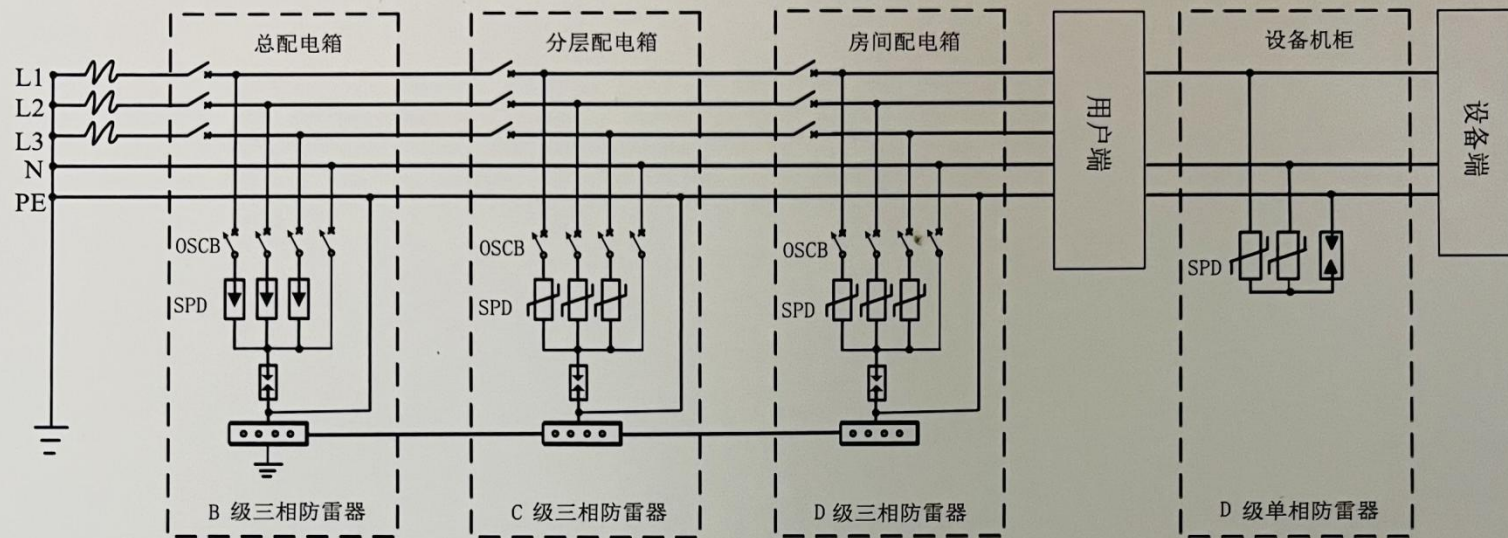 总配电箱
分层配电箱
房间配电箱
设备机柜
L1
L2
L3
N
PE
用户端
设备端
OSCB
OSCB
OSCB
SPD
SPD
SPD
SPD
B 级三相防雷器
C 级三相防雷器
D 级三相防雷器
D 级单相防雷器